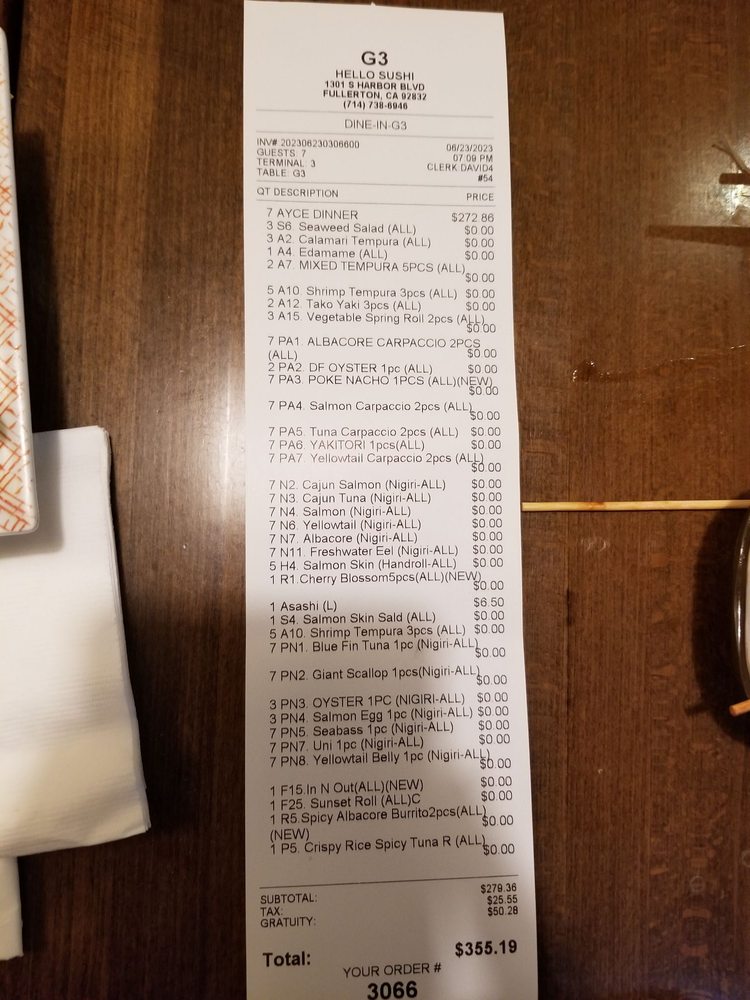 G3
HELLO SUSHI
1301 S HARBOR BLVD
FULLERTON, CA 92832
(714) 738-6946
DINE-IN-G3
INV# 202306230306600 06/23/2023
GUESTS: 7 07:09 PM
TERMINAL: 3 CLERK:DAVID4
TABLE: G3 #54
QT DESCRIPTION PRICE
7 AYCE DINNER $272.86
3 S6. Seaweed Salad (ALL) $0.00
3 A2. Calamari Tempura (ALL) $0.00
1 A4. Edamame (ALL) $0.00
2 A7. MIXED TEMPURA 5PCS (ALL)
$0.00
5 A10. Shrimp Tempura 3pcs (ALL) $0.00
2 A12. Tako Yaki 3pcs (ALL) $0.00
3 A15. Vegetable Spring Roll 2pcs (ALL)
$0.00
7 PA1. ALBACORE CARPACCIO 2PCS
(ALL) $0.00
2 PA2. DF OYSTER 1pc (ALL) $0.00
7 PA3. POKE NACHO 1PCS (ALL)(NEW)
$0.00
7 PA4. Salmon Carpaccio 2pcs (ALL)
$0.00
7 PA5. Tuna Carpaccio 2pcs (ALL) $0.00
7 PA6. YAKITORI 1pcs(ALL) $0.00
7 PA7. Yellowtail Carpaccio 2pcs (ALL)
$0.00
7 N2. Cajun Salmon (Nigiri-ALL) $0.00
7 N3. Cajun Tuna (Nigiri-ALL) $0.00
7 N4. Salmon (Nigiri-ALL) $0.00
7 N6. Yellowtail (Nigiri-ALL) $0.00
7 N7. Albacore (Nigiri-ALL) $0.00
7 N11. Freshwater Eel (Nigiri-ALL) $0.00
5 H4. Salmon Skin (Handroll-ALL) $0.00
1 R1.Cherry Blossom5pcs(ALL)(NEW)
$0.00
1 Asashi (L) $6.50
1 S4. Salmon Skin Sald (ALL) $0.00
5 A10. Shrimp Tempura 3pcs (ALL) $0.00
7 PN1. Blue Fin Tuna 1pc (Nigiri-ALL)
$0.00
7 PN2. Giant Scallop 1pcs(Nigiri-ALL)
$0.00
3 PN3. OYSTER 1PC (NIGIRI-ALL) $0.00
3 PN4. Salmon Egg 1pc (Nigiri-ALL) $0.00
7 PN5. Seabass 1pc (Nigiri-ALL) $0.00
7 PN7. Uni 1pc (Nigiri-ALL) $0.00
7 PN8. Yellowtail Belly 1pc (Nigiri-ALL)
$0.00
1 F15.In N Out(ALL)(NEW) $0.00
1 F25. Sunset Roll (ALL)C $0.00
1 R5.Spicy Albacore Burrito2pcs(ALL)
(NEW) $0.00
1 P5. Crispy Rice Spicy Tuna R (ALL)
$0.00
SUBTOTAL: $279.36
TAX: $25.55
GRATUITY: $50.28
Total: $355.19
YOUR ORDER #
3066